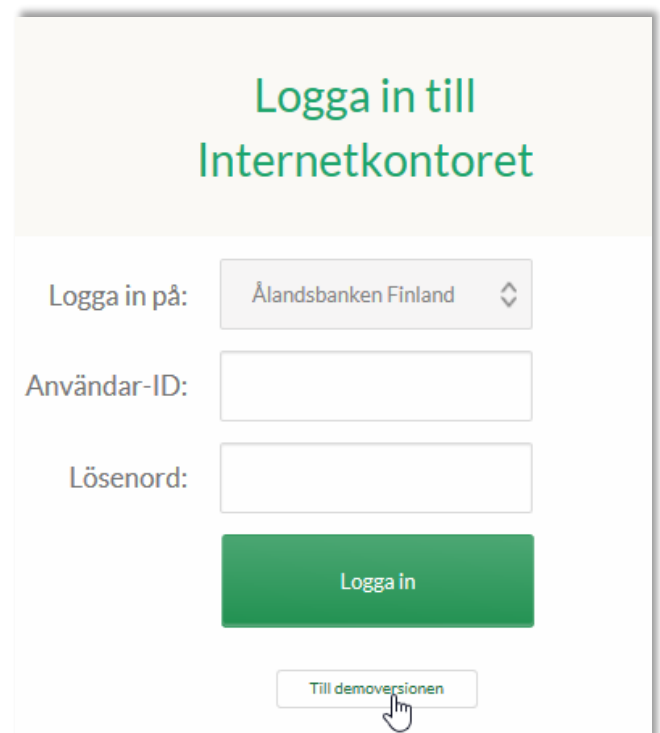 Logga in till
Internetkontoret
Logga in på:
Ålandsbanken Finland
Användar-ID:
Lösenord:
Logga in
Till demoversionen